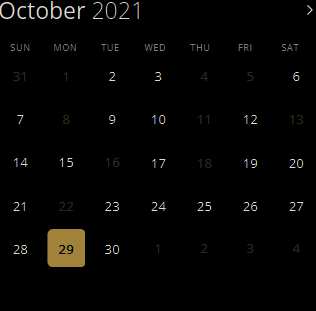 October 2021
SUN MON TUE WED THU FRI SAT
31 1 2 3 4 5 6
7 8 9 10 11 12 13
14 15 16 17 18 19 20
21 22 23 24 25 26 27
28 29 30 1 2 3 4